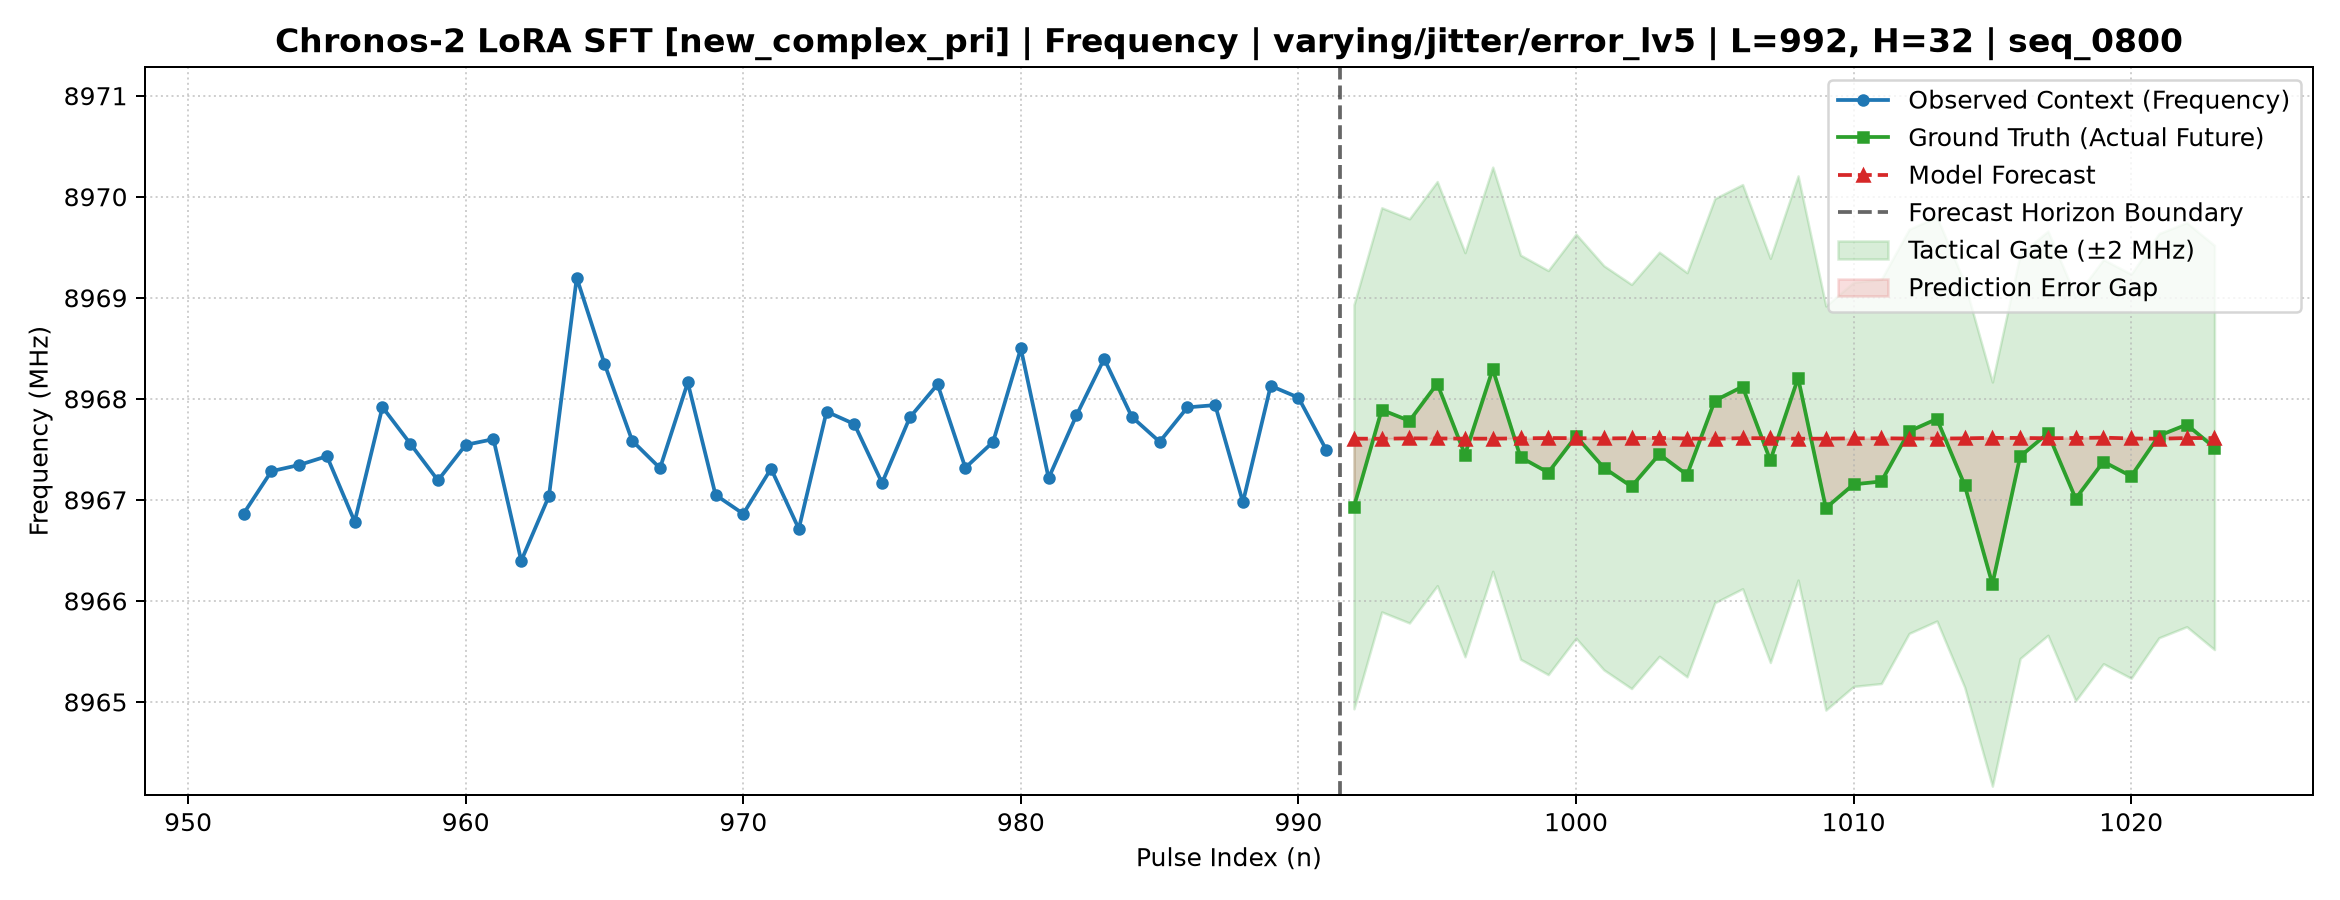 Chronos-2 LoRA SFT [new_complex_pri] | Frequency | varying/jitter/error_lv5 | L=992, H=32 | seq_0800
8971
8970
8969
8968
8967
8966
8965
Frequency (MHz)
Observed Context (Frequency)
Ground Truth (Actual Future)
Model Forecast
Forecast Horizon Boundary
Tactical Gate (±2 MHz)
Prediction Error Gap
950 960 970 980 990 1000 1010 1020
Pulse Index (n)